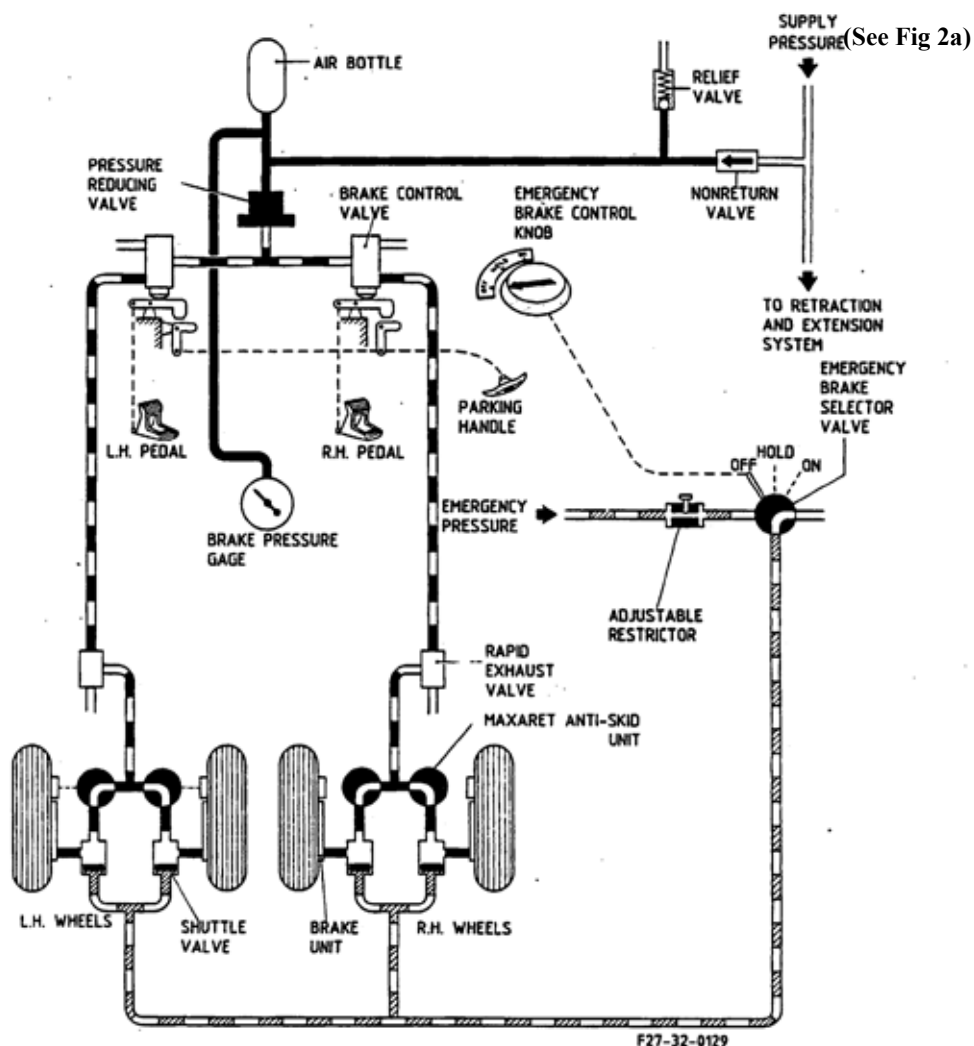 SUPPLY
PRESSURE (See Fig 2a)
AIR BOTTLE
RELIEF
VALVE
PRESSURE
REDUCING
VALVE
BRAKE CONTROL
VALVE
EMERGENCY
BRAKE CONTROL
KNOB
NONRETURN
VALVE
TO RETRACTION
AND EXTENSION
SYSTEM
EMERGENCY
BRAKE
SELECTOR
VALVE
PARKING
HANDLE
L.H. PEDAL
R.H. PEDAL
HOLD
OFF
ON
EMERGENCY
PRESSURE
BRAKE PRESSURE
GAGE
ADJUSTABLE
RESTRICTOR
RAPID
EXHAUST
VALVE
MAXARET ANTI-SKID
UNIT
L.H. WHEELS
SHUTTLE
VALVE
BRAKE
UNIT
R.H. WHEELS
F27-32-0129